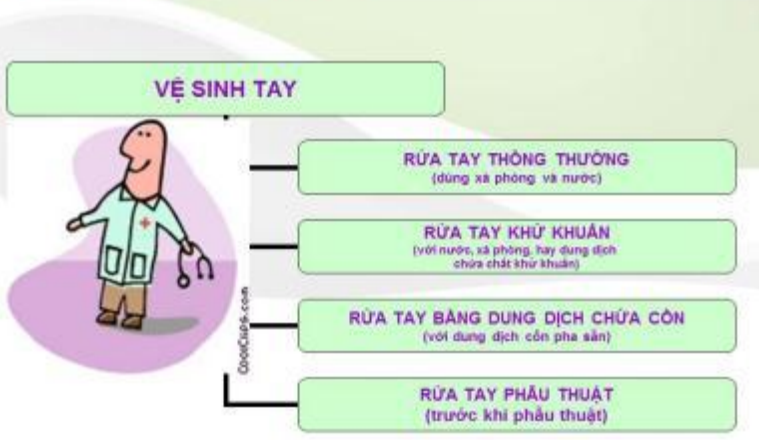 VỆ SINH TAY
RỬA TAY THÔNG THƯỜNG
(dùng xà phòng và nước)
RỬA TAY KHỬ KHUẨN
(với nước, xà phòng, hay dung dịch
chứa chất khử khuẩn)
RỬA TAY BẰNG DUNG DỊCH CHỨA CỒN
(với dung dịch cồn pha sẵn)
RỬA TAY PHẪU THUẬT
(trước khi phẫu thuật)
CoolClips.com